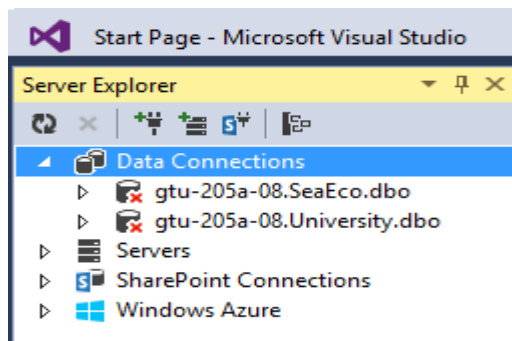 Start Page - Microsoft Visual Studio
Server Explorer
Data Connections
gtu-205a-08.SeaEco.dbo
gtu-205a-08.University.dbo
Servers
SharePoint Connections
Windows Azure